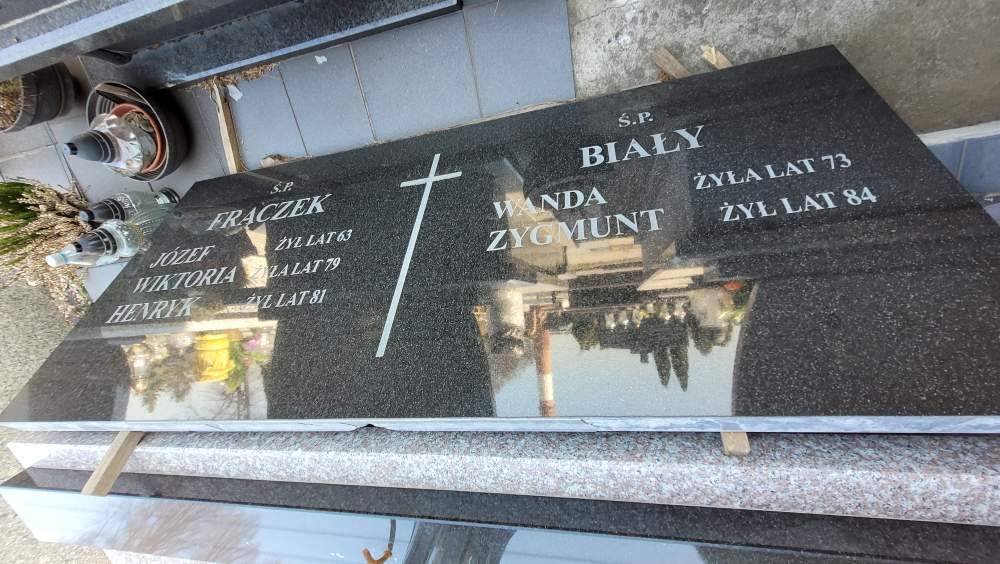 Ś.P.
FRĄCZEK
JÓZEF ŻYŁ LAT 63
WIKTORIA ŻYŁA LAT 79
HENRYK ŻYŁ LAT 81
Ś.P.
BIAŁY
WANDA ŻYŁA LAT 73
ZYGMUNT ŻYŁ LAT 84